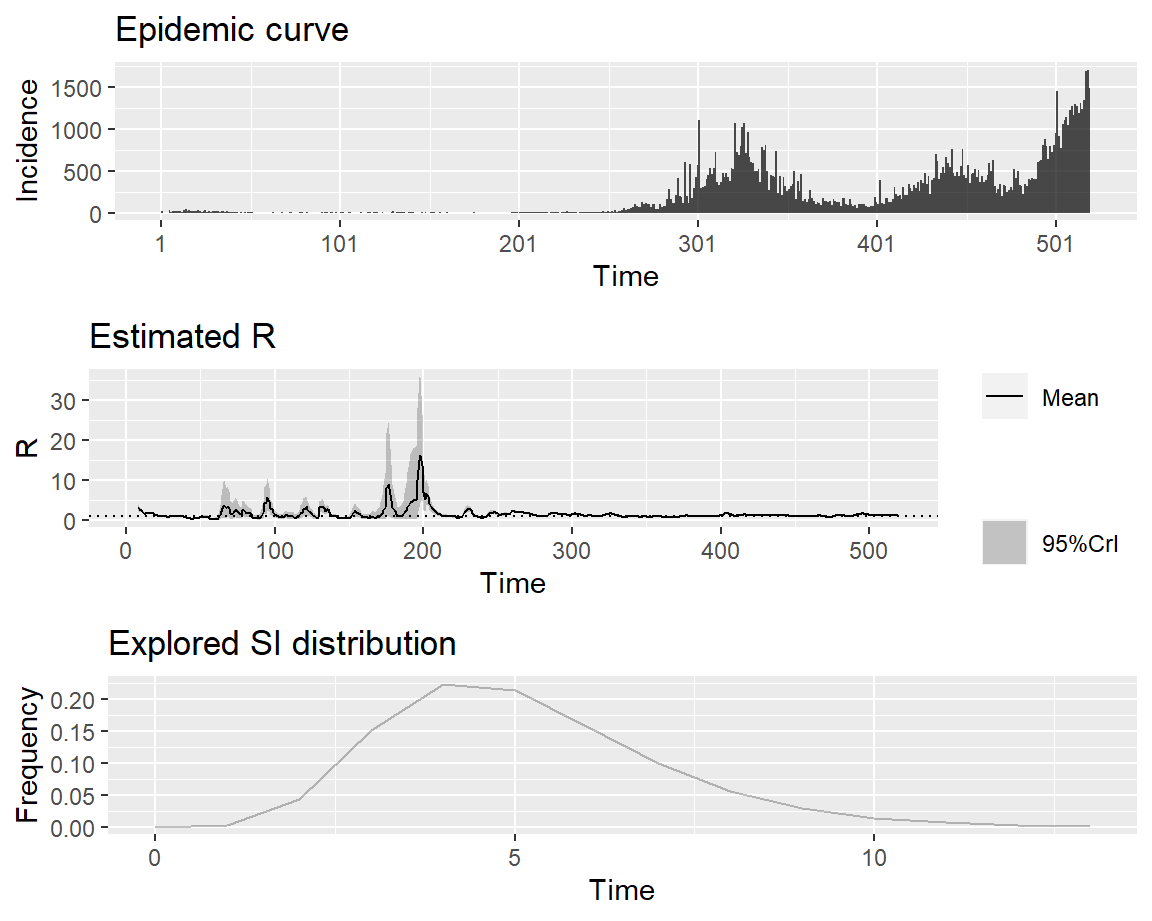 Epidemic curve
Incidence
1500
1000
500
0
1 101 201 301 401 501
Time
Estimated R
R
30
20
10
0
0 100 200 300 400 500
Time
Mean
95%CrI
Explored SI distribution
Frequency
0.20
0.15
0.10
0.05
0.00
0 5 10
Time